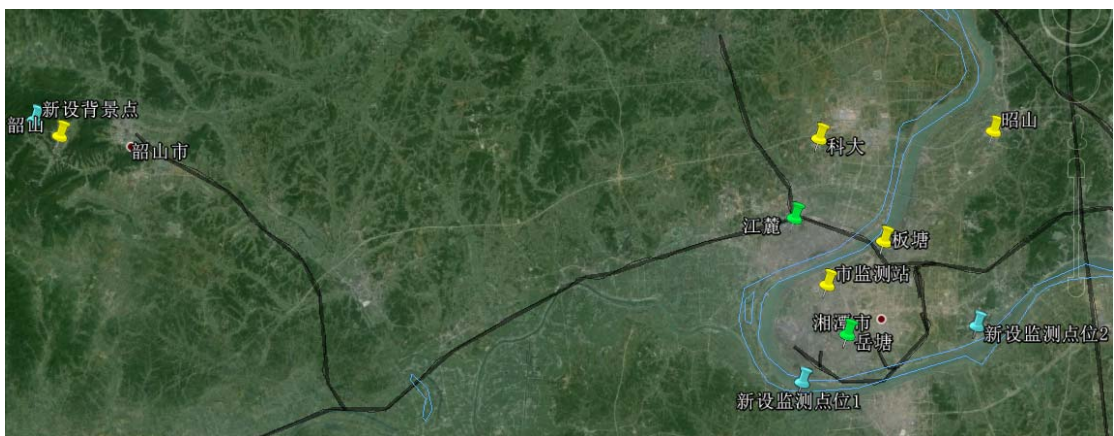 新设背景点
韶山
韶山市
昭山
科大
江麓
板塘
市监测站
湘潭市
岳塘
新设监测点位2
新设监测点位1